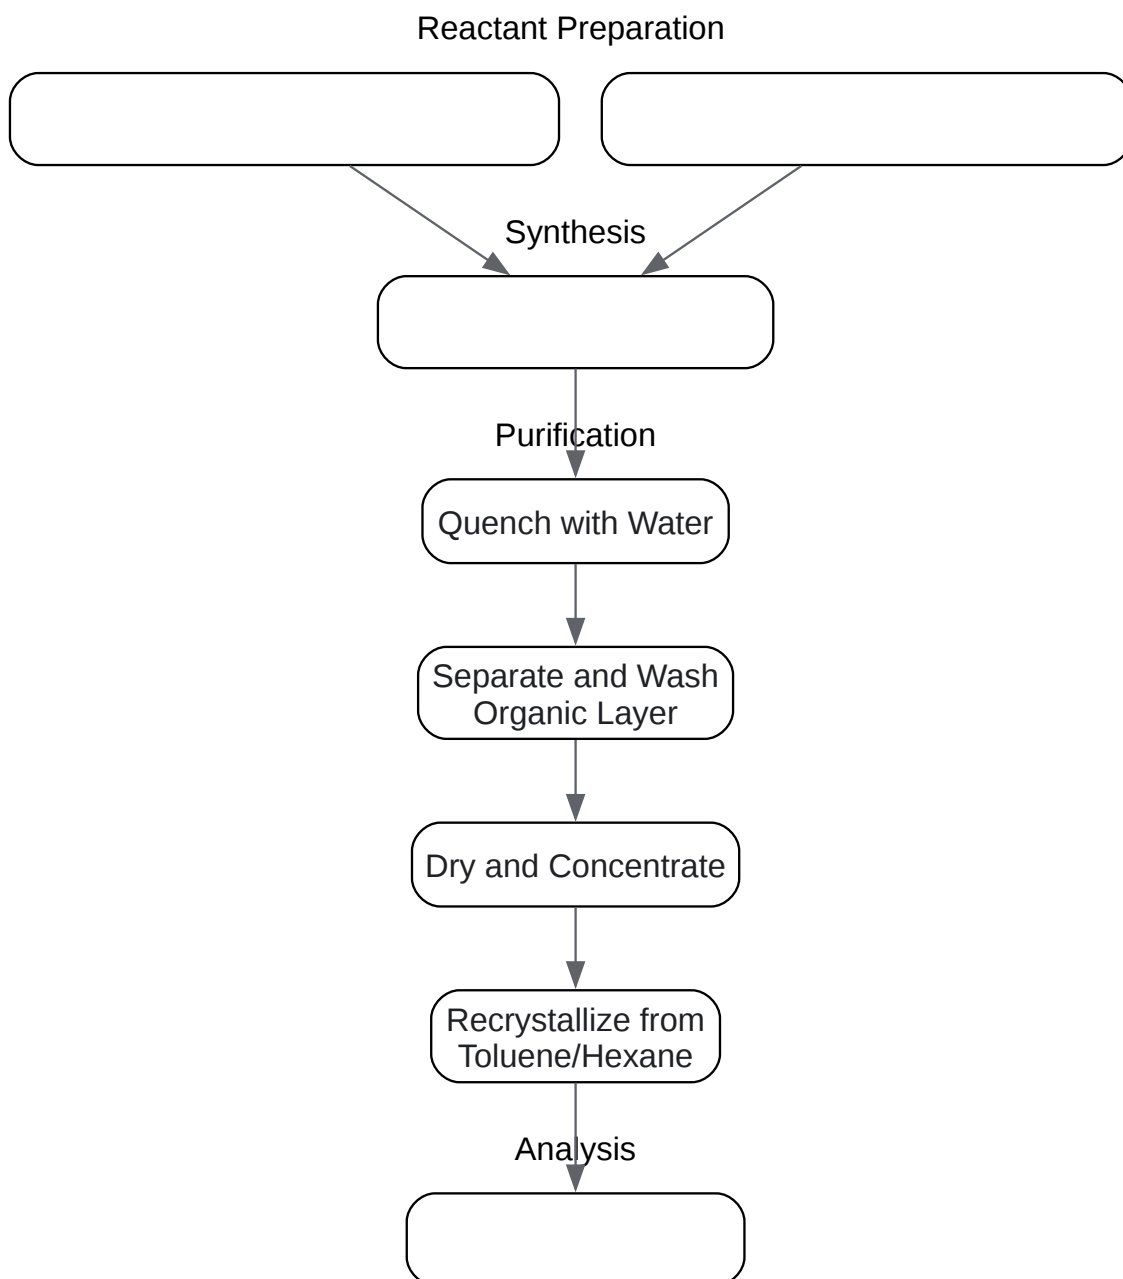 Reactant Preparation
Synthesis
Purification
Quench with Water
Separate and Wash
Organic Layer
Dry and Concentrate
Recrystallize from
Toluene/Hexane
Analysis